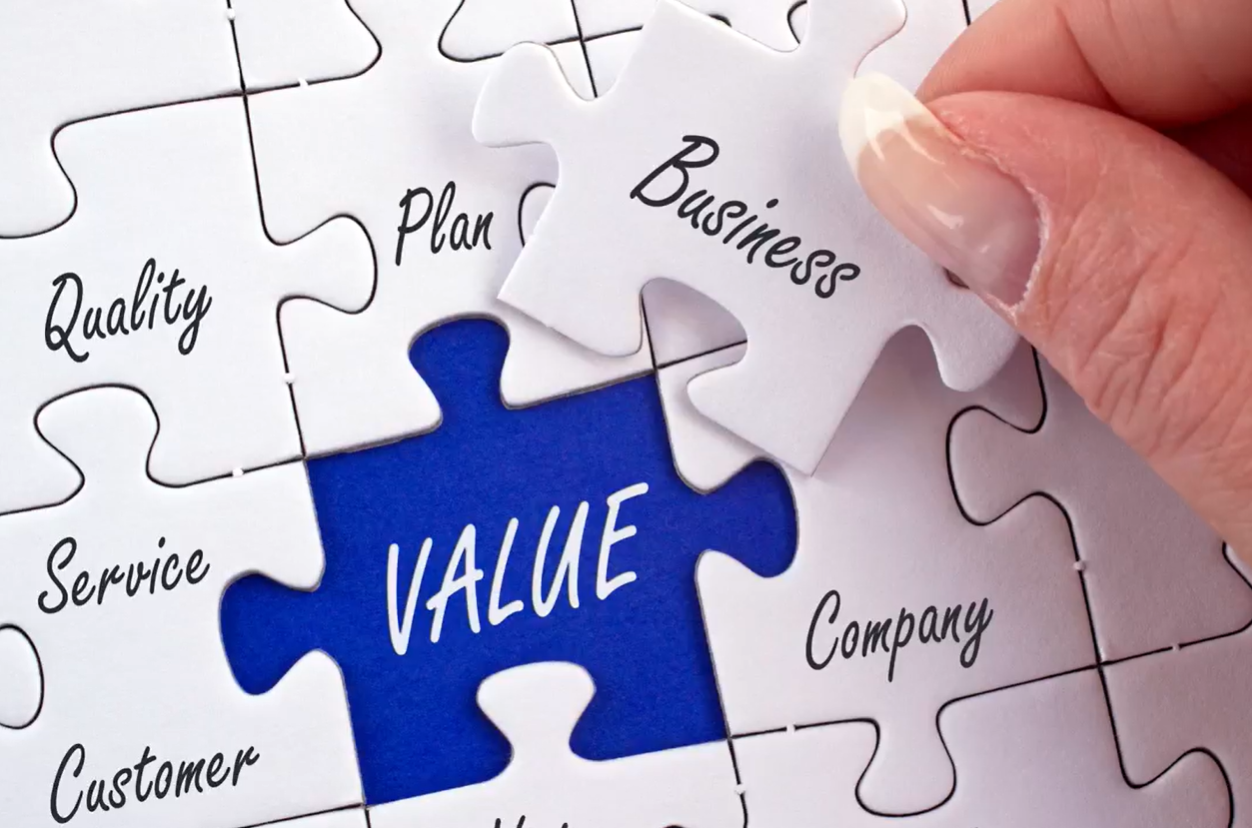 Business
Plan
Quality
VALUE
Service
Company
Customer